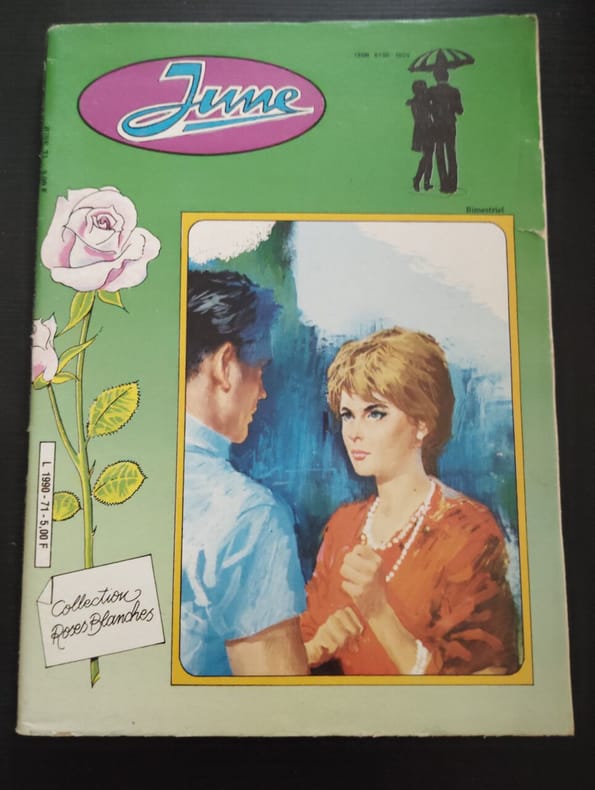 June
Bimestriel
L 1990 - 71 - 5,00 F
Collection
Roses Blanches